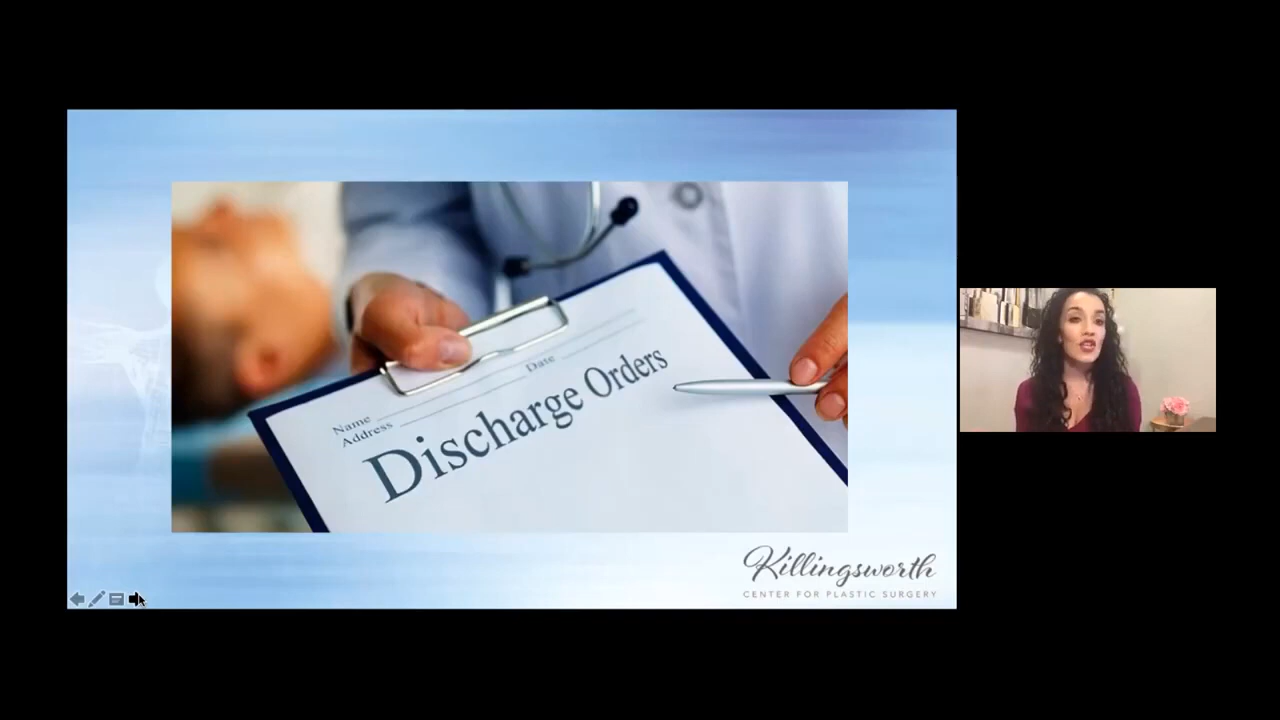 Name
Date
Address
Discharge Orders
Killingsworth
CENTER FOR PLASTIC SURGERY